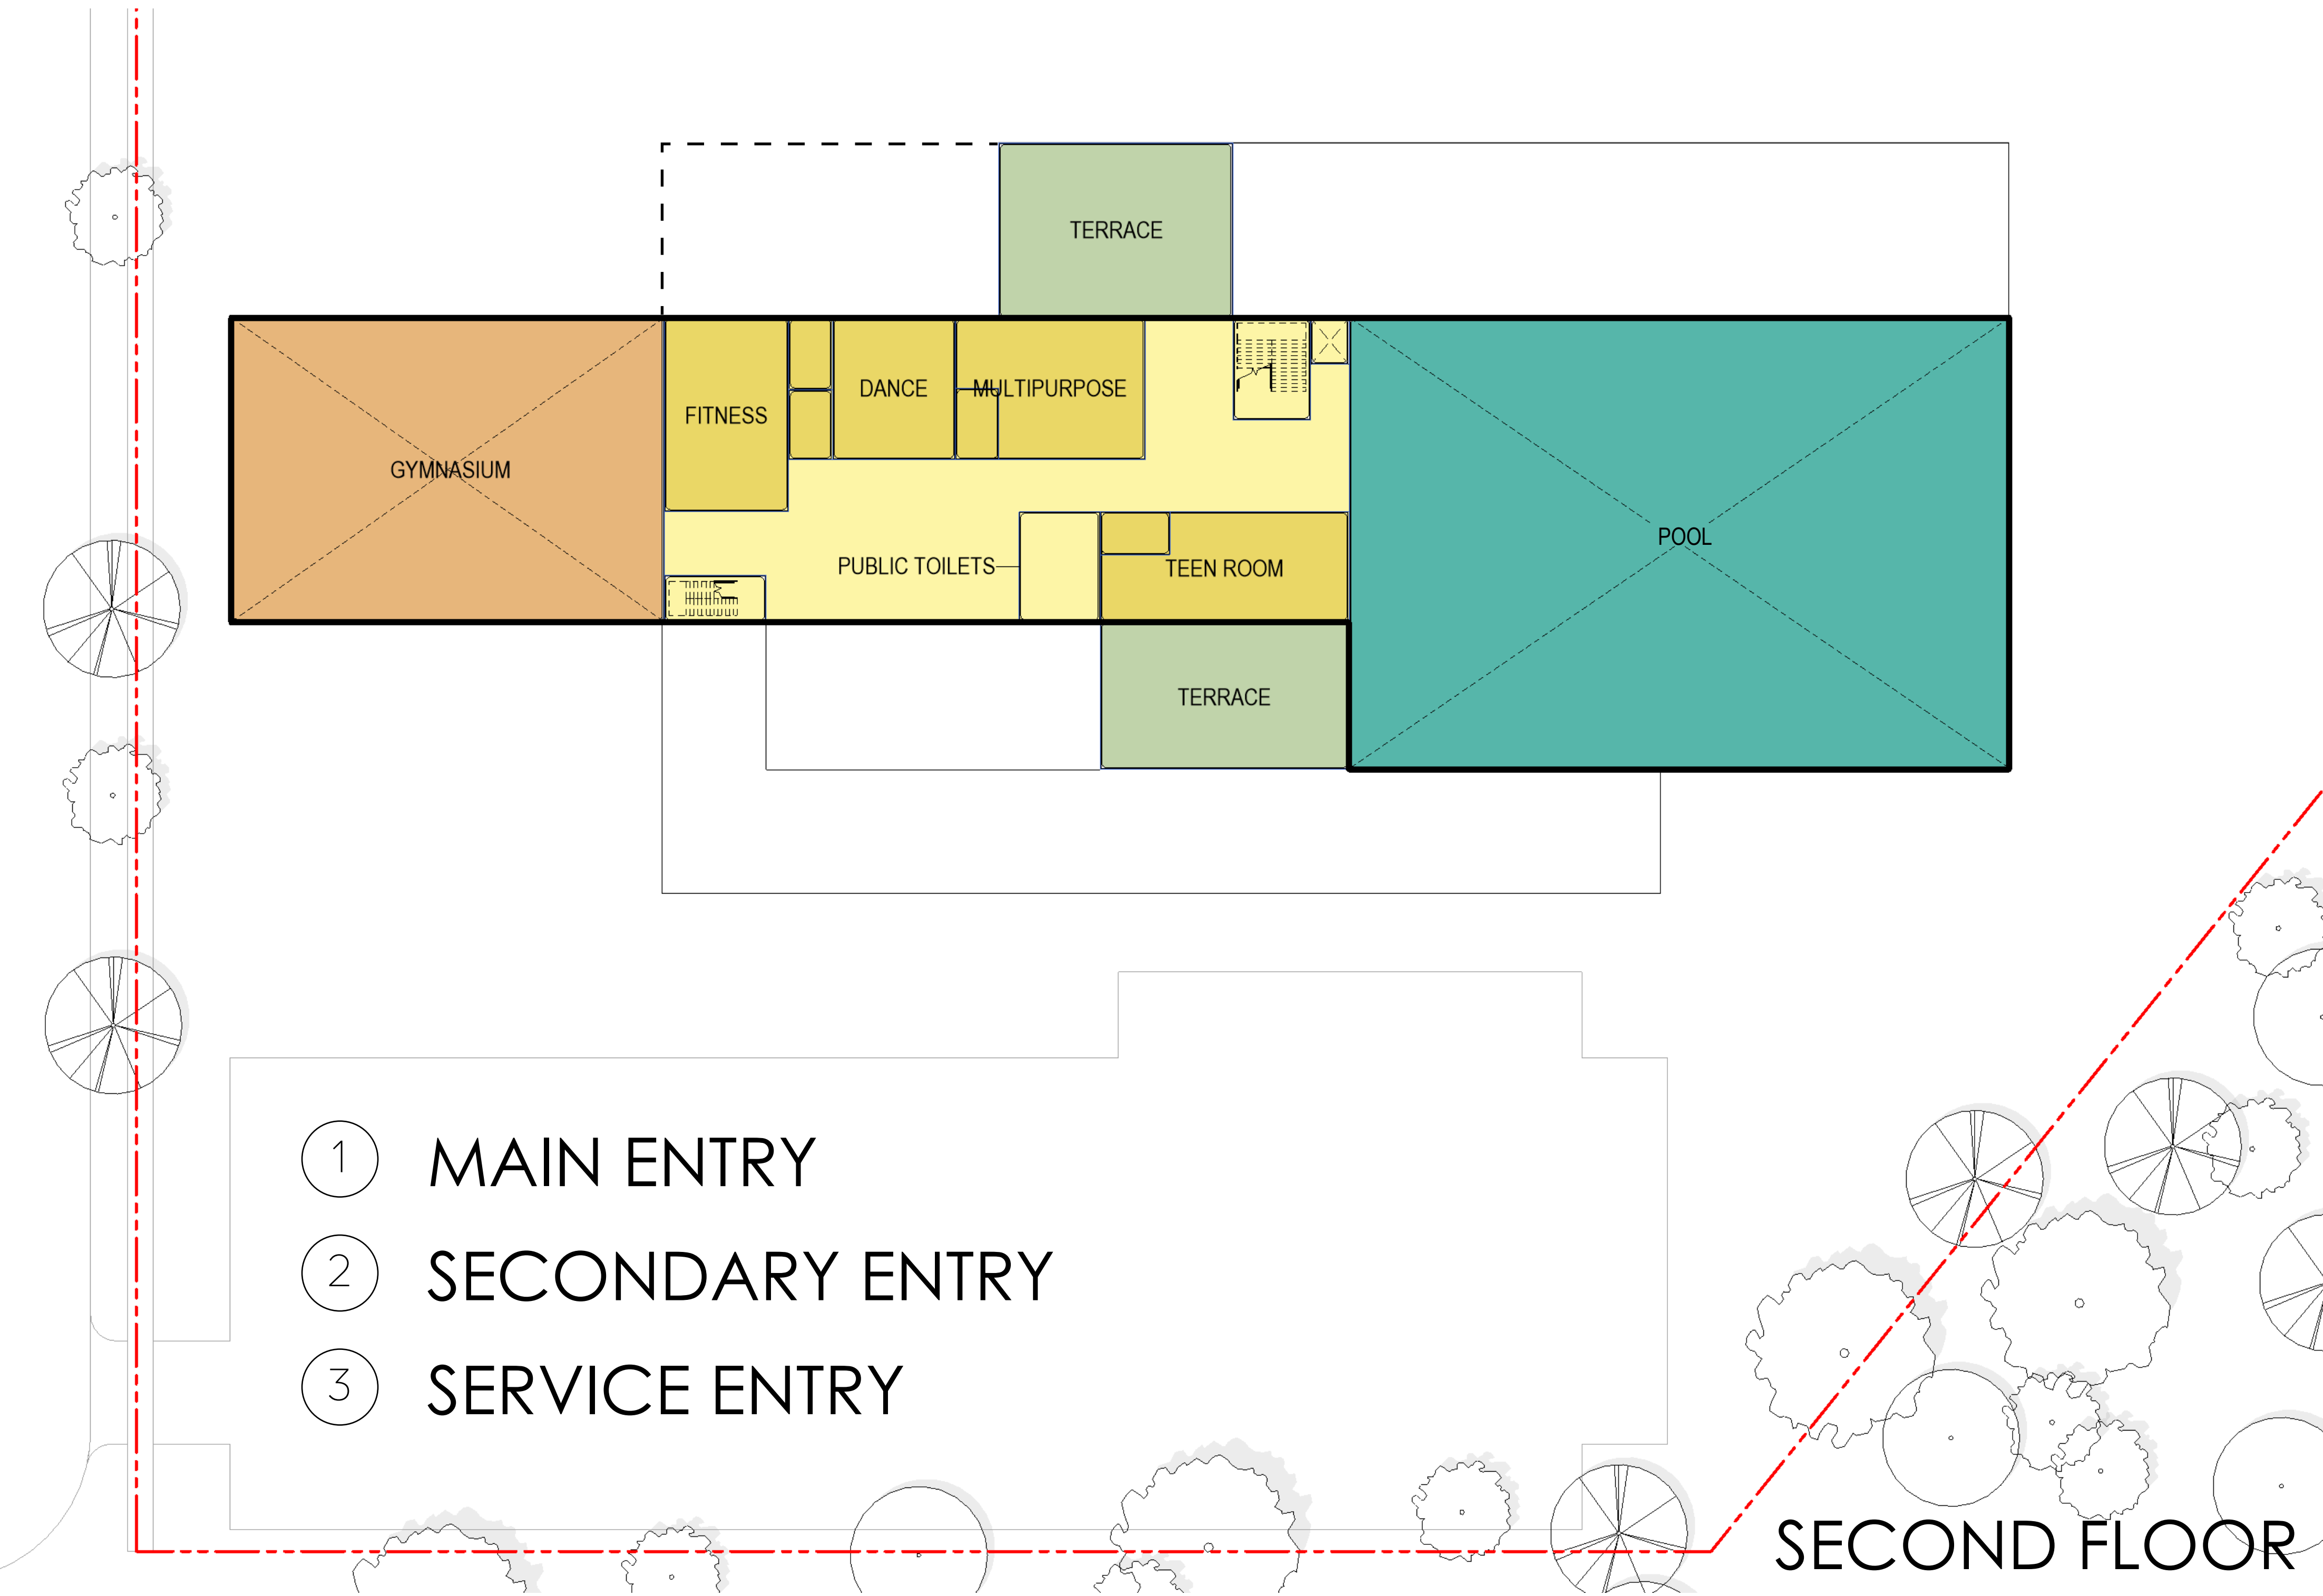 TERRACE
DANCE
MULTIPURPOSE
FITNESS
GYMNASIUM
POOL
PUBLIC TOILETS
TEEN ROOM
TERRACE
1 MAIN ENTRY
2 SECONDARY ENTRY
3 SERVICE ENTRY
SECOND FLOOR